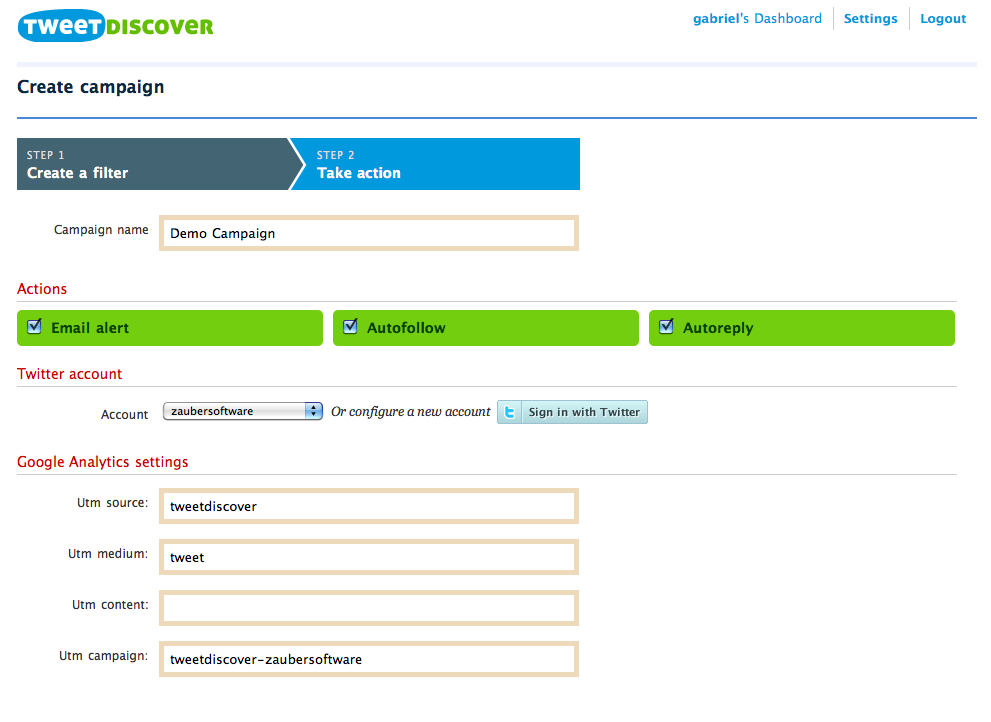 TWEETDISCOVER
gabriel's Dashboard
Settings
Logout
Create campaign
STEP 1
Create a filter
STEP 2
Take action
Campaign name
Demo Campaign
Actions
Email alert
Autofollow
Autoreply
Twitter account
Account
zaubersoftware
Or configure a new account
Sign in with Twitter
Google Analytics settings
Utm source:
tweetdiscover
Utm medium:
tweet
Utm content:
Utm campaign:
tweetdiscover-zaubersoftware